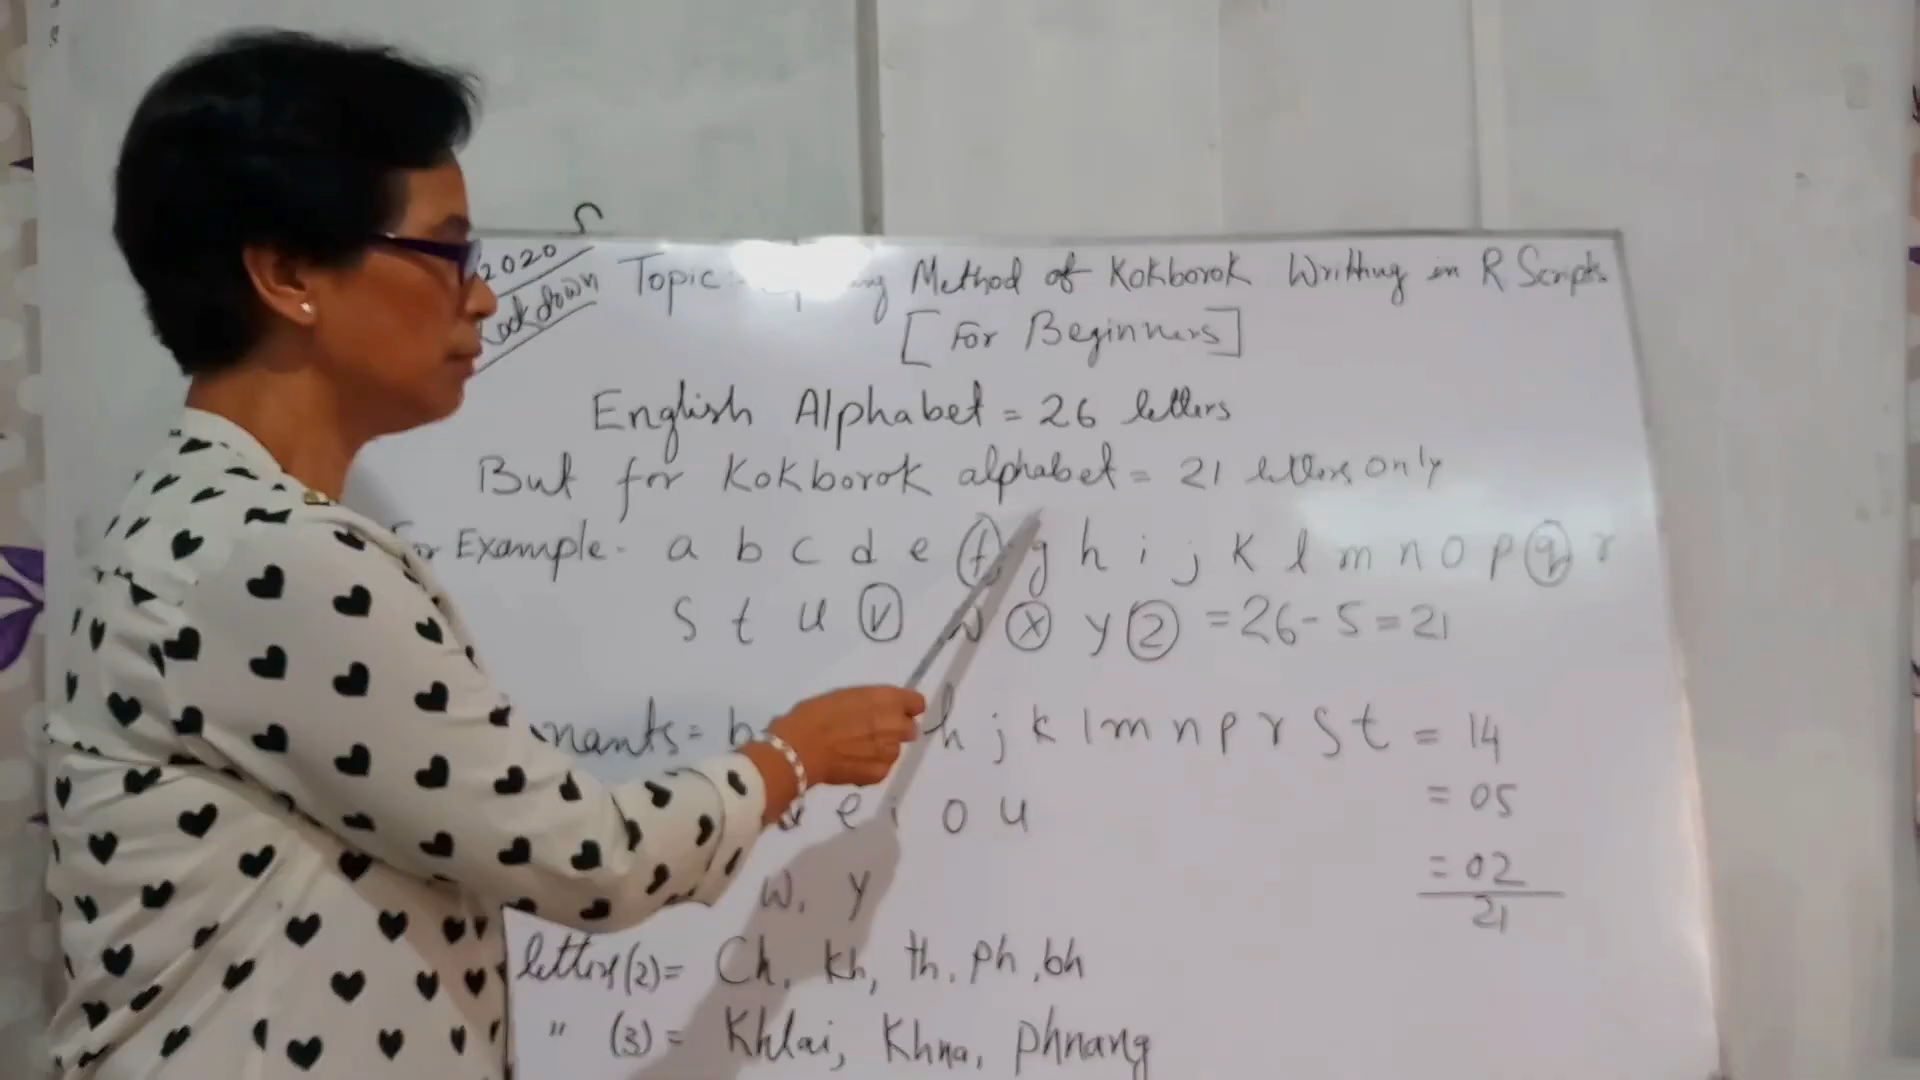 2020
Lockdown
Topic: Method of Kokborok Writting in R Scripts.
[For Beginners]
English Alphabet = 26 letters
But for Kokborok alphabet = 21 letters only
Example - a b c d e f g h i j k l m n o p q r
s t u v w x y z = 26 - 5 = 21
nants = b h j k l m n p r s t = 14
e i o u = 05
w, y = 02
21
letters (2) = Ch, kh, th, ph, bh
" (3) = Khlai, Khna, phnang